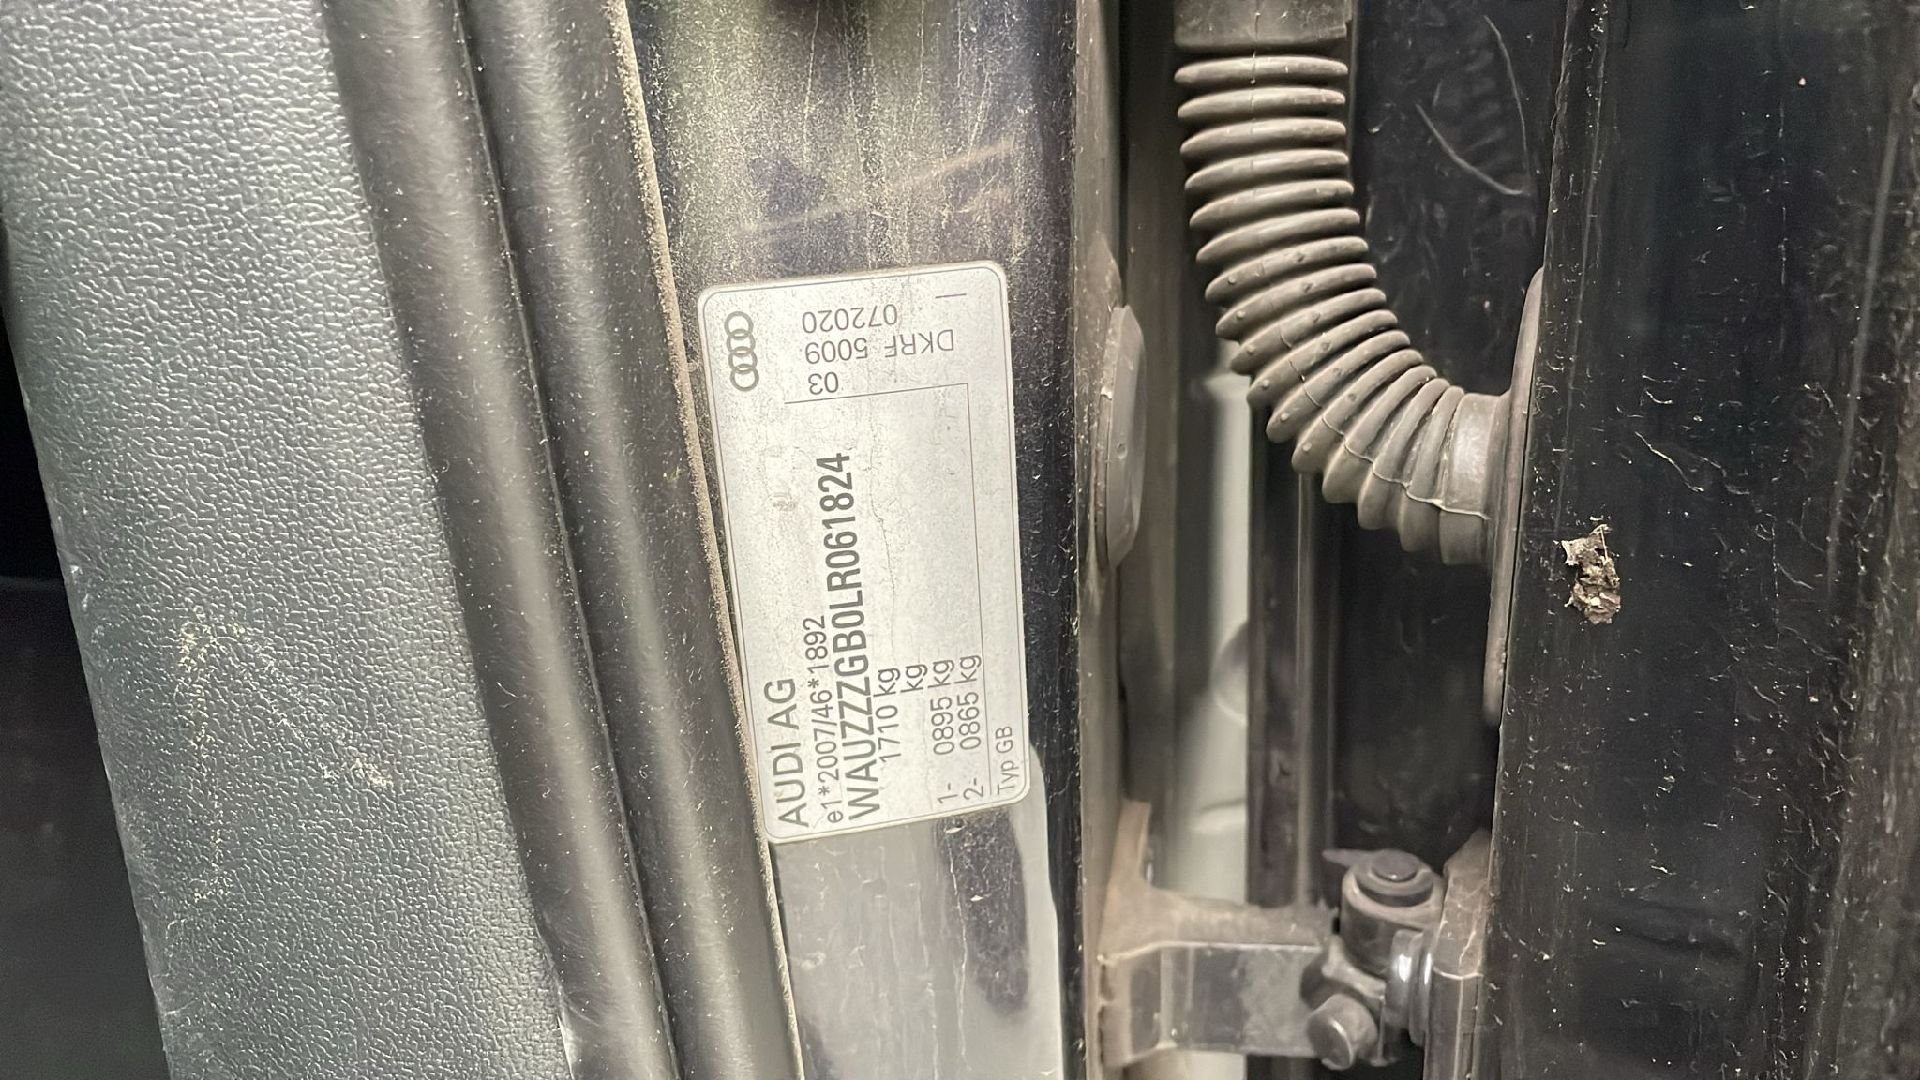 AUDI AG
e1*2007/46*1892
WAUZZZGB0LR061824
1710 kg
kg
1- 0895 kg
2- 0865 kg
Typ GB
03
DKRF 5009
072020